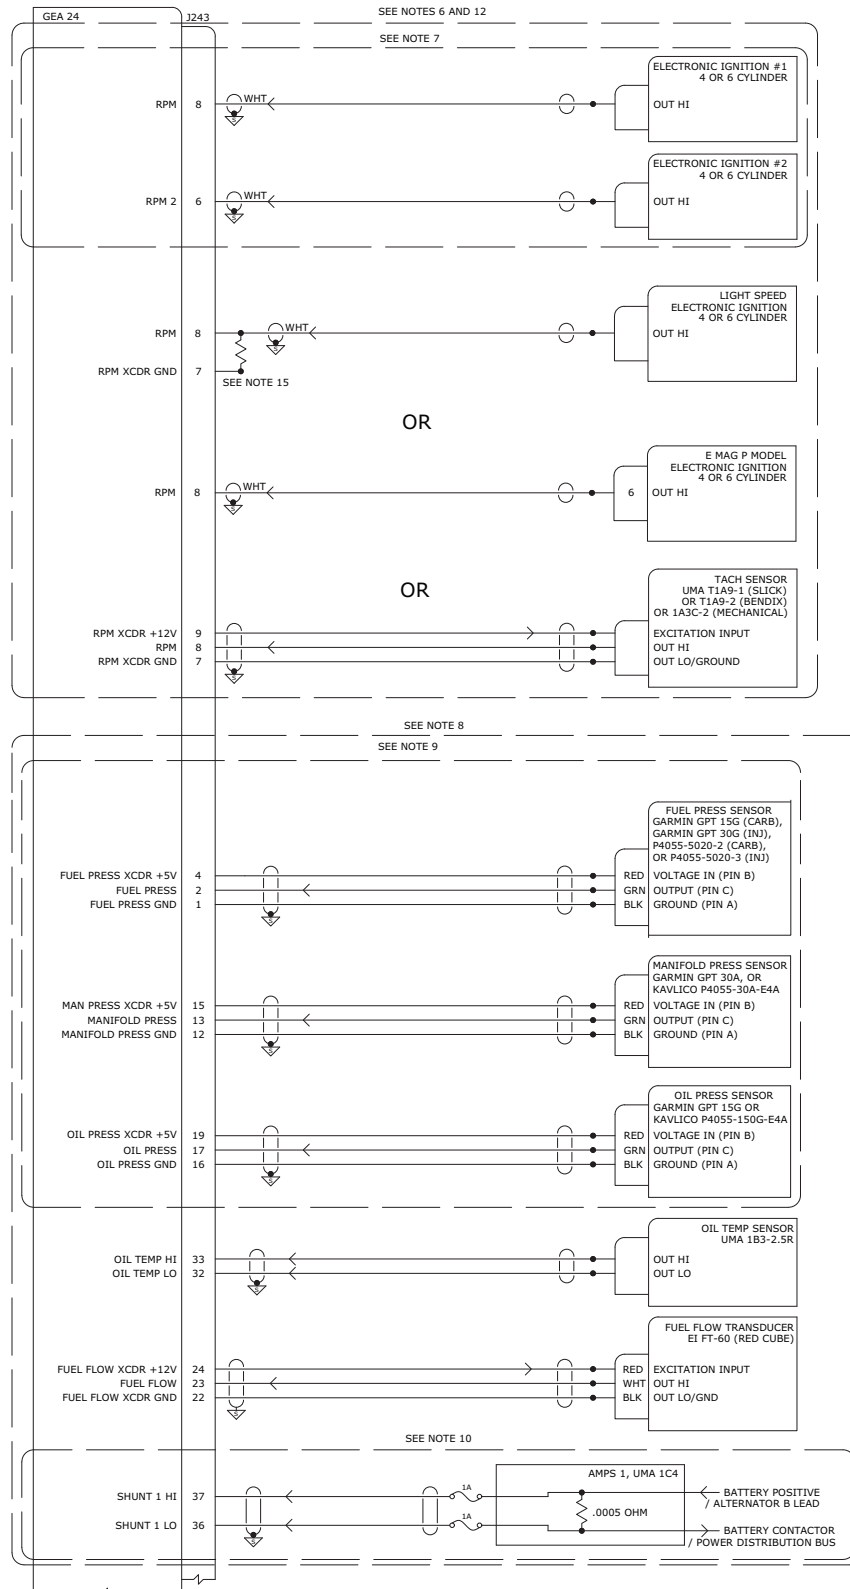 GEA 24
J243
SEE NOTES 6 AND 12
SEE NOTE 7
ELECTRONIC IGNITION #1
4 OR 6 CYLINDER
RPM 8 5 WHT OUT HI
ELECTRONIC IGNITION #2
4 OR 6 CYLINDER
RPM 2 6 5 WHT OUT HI
LIGHT SPEED
ELECTRONIC IGNITION
4 OR 6 CYLINDER
RPM 8 5 WHT OUT HI
RPM XCDR GND 7
SEE NOTE 15
OR
E MAG P MODEL
ELECTRONIC IGNITION
4 OR 6 CYLINDER
RPM 8 5 WHT 6 OUT HI
OR
TACH SENSOR
UMA T1A9-1 (SLICK)
OR T1A9-2 (BENDIX)
OR 1A3C-2 (MECHANICAL)
RPM XCDR +12V 9 EXCITATION INPUT
RPM 8 OUT HI
RPM XCDR GND 7 OUT LO/GROUND
5
SEE NOTE 8
SEE NOTE 9
FUEL PRESS SENSOR
GARMIN GPT 15G (CARB),
GARMIN GPT 30G (INJ),
P4055-5020-2 (CARB),
OR P4055-5020-3 (INJ)
FUEL PRESS XCDR +5V 4 RED VOLTAGE IN (PIN B)
FUEL PRESS 2 GRN OUTPUT (PIN C)
FUEL PRESS GND 1 BLK GROUND (PIN A)
5
MANIFOLD PRESS SENSOR
GARMIN GPT 30A, OR
KAVLICO P4055-30A-E4A
MAN PRESS XCDR +5V 15 RED VOLTAGE IN (PIN B)
MANIFOLD PRESS 13 GRN OUTPUT (PIN C)
MANIFOLD PRESS GND 12 BLK GROUND (PIN A)
5
OIL PRESS SENSOR
GARMIN GPT 15G OR
KAVLICO P4055-150G-E4A
OIL PRESS XCDR +5V 19 RED VOLTAGE IN (PIN B)
OIL PRESS 17 GRN OUTPUT (PIN C)
OIL PRESS GND 16 BLK GROUND (PIN A)
5
OIL TEMP SENSOR
UMA 1B3-2.5R
OIL TEMP HI 33 OUT HI
OIL TEMP LO 32 OUT LO
5
FUEL FLOW TRANSDUCER
EI FT-60 (RED CUBE)
FUEL FLOW XCDR +12V 24 RED EXCITATION INPUT
FUEL FLOW 23 WHT OUT HI
FUEL FLOW XCDR GND 22 BLK OUT LO/GND
5
SEE NOTE 10
AMPS 1, UMA 1C4
SHUNT 1 HI 37 1A BATTERY POSITIVE
/ ALTERNATOR B LEAD
.0005 OHM
SHUNT 1 LO 36 1A BATTERY CONTACTOR
/ POWER DISTRIBUTION BUS
5